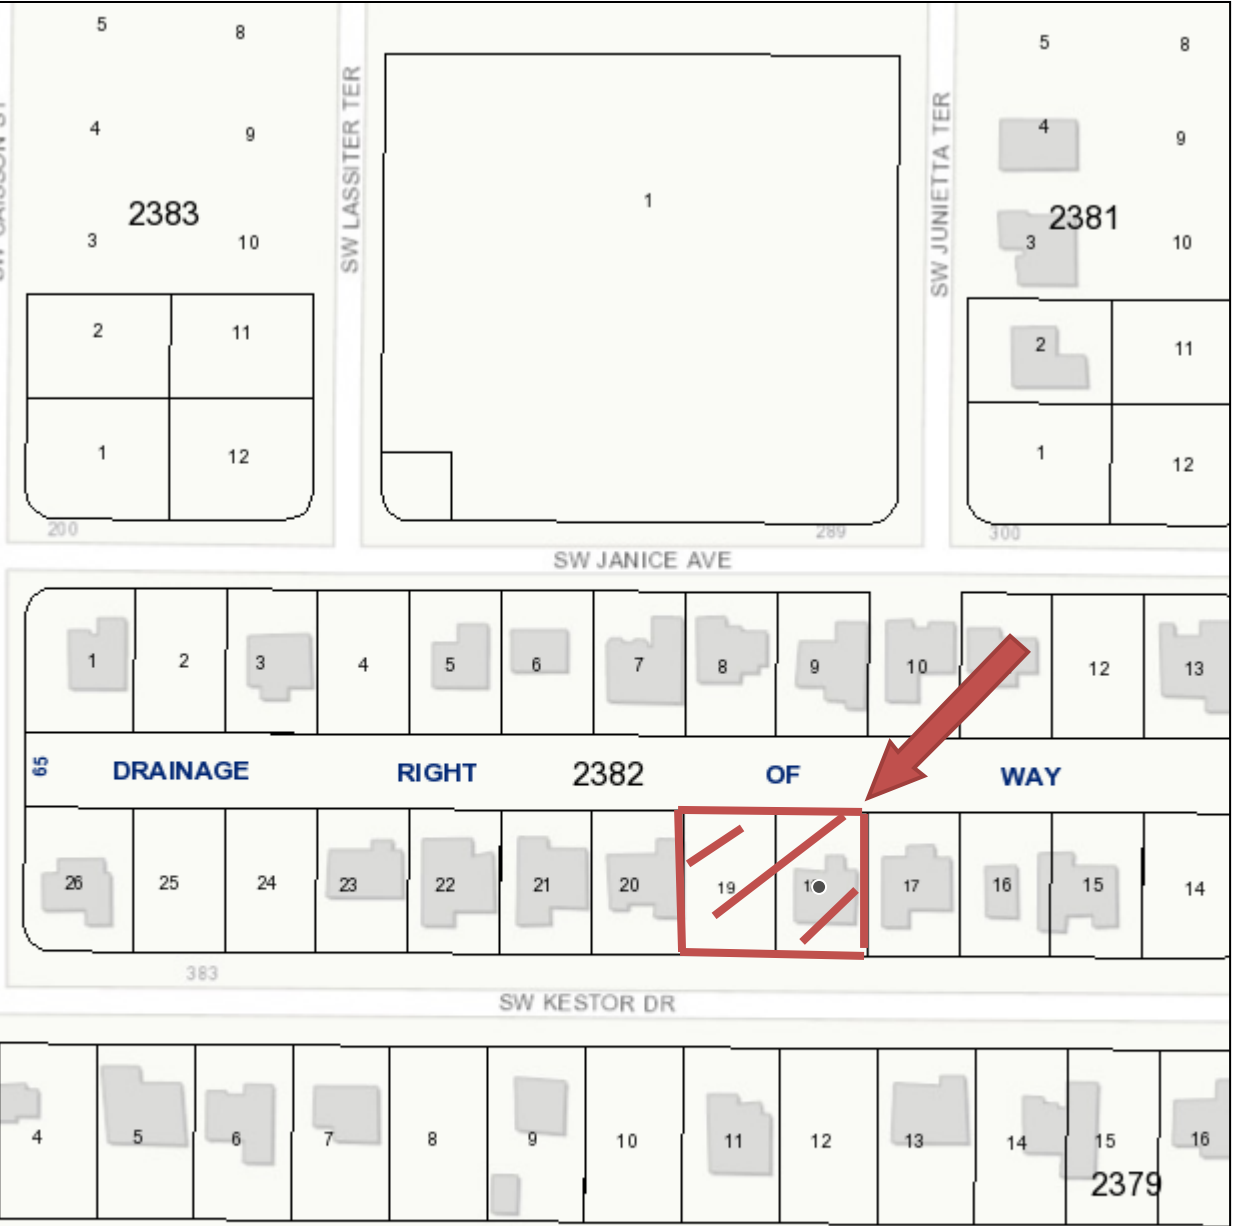 5 8 5 8
4 9 4 9
SW LASSITER TER
SW JUNIETTA TER
1
2383 2381
3 10 3 10
2 11 2 11
1 12 1 12
200 289 300
SW JANICE AVE
1 2 3 4 5 6 7 8 9 10 12 13
65 DRAINAGE RIGHT 2382 OF WAY
26 25 24 23 22 21 20 19 17 16 15 14
383
SW KESTOR DR
4 5 6 7 8 9 10 11 12 13 14 15 16
2379